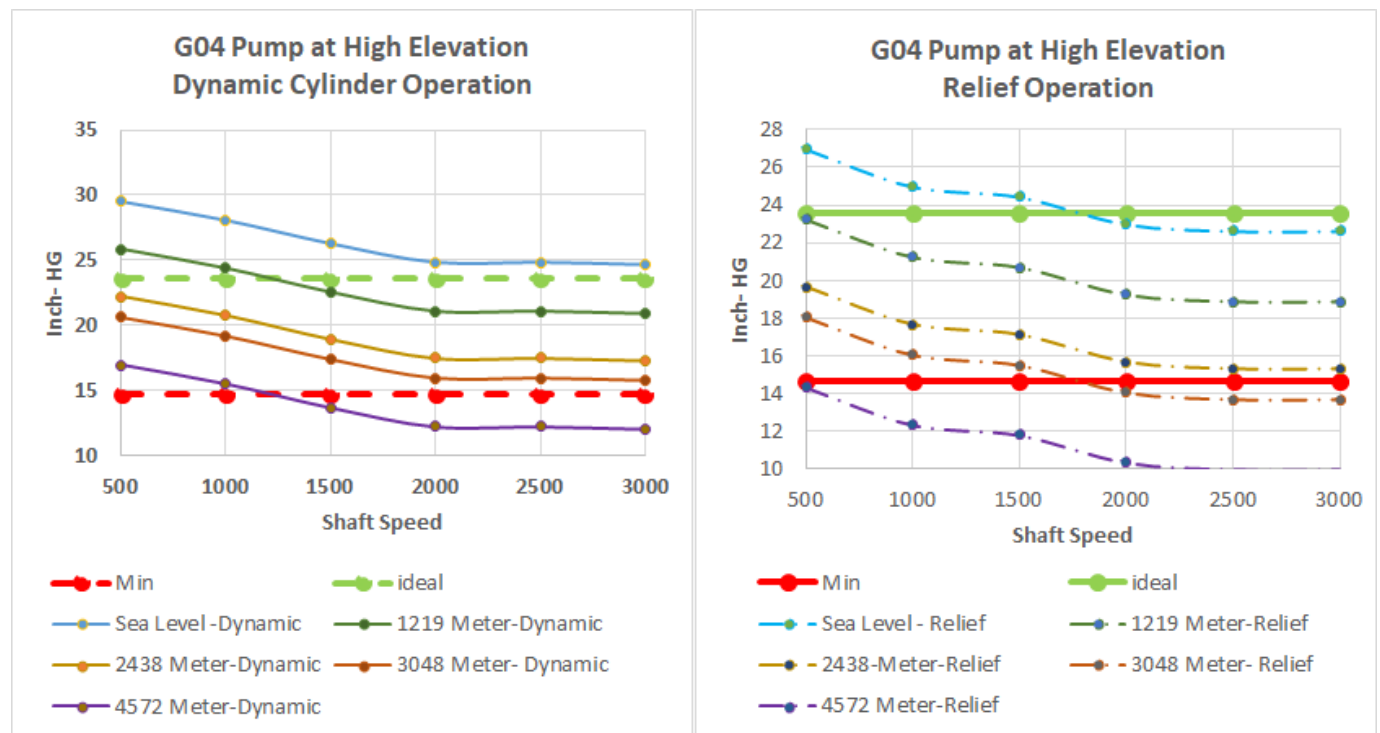 G04 Pump at High Elevation
Dynamic Cylinder Operation
Inch- HG
35
30
25
20
15
10
500 1000 1500 2000 2500 3000
Shaft Speed
Min ideal
Sea Level -Dynamic 1219 Meter-Dynamic
2438 Meter-Dynamic 3048 Meter- Dynamic
4572 Meter-Dynamic
G04 Pump at High Elevation
Relief Operation
Inch- HG
28
26
24
22
20
18
16
14
12
10
500 1000 1500 2000 2500 3000
Shaft Speed
Min ideal
Sea Level - Relief 1219 Meter-Relief
2438-Meter-Relief 3048 Meter- Relief
4572 Meter-Relief